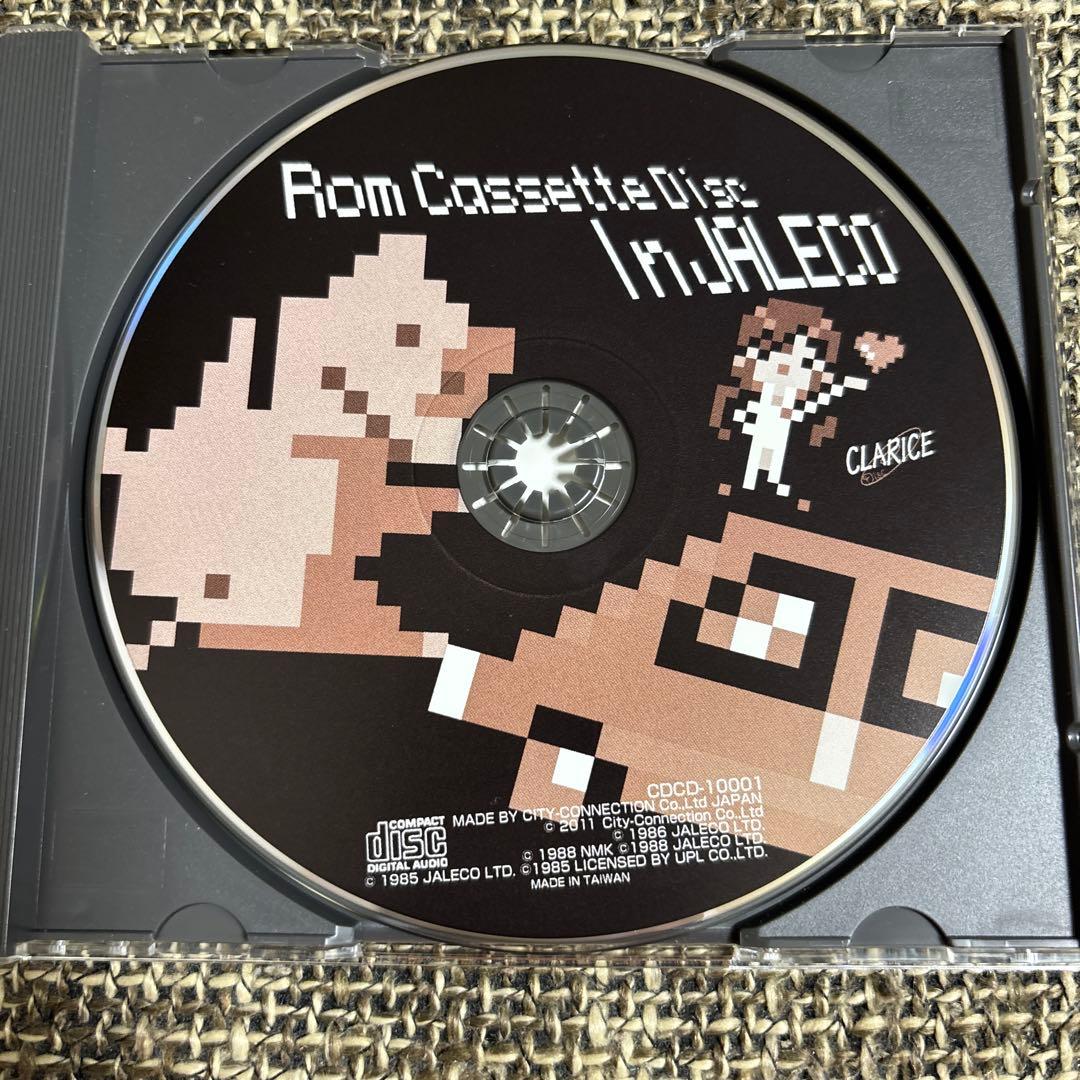 Rom Cassette Disc
In JALECO
CLARICE
Disc
CDCD-10001
MADE BY CITY-CONNECTION Co.,Ltd JAPAN
© 2011 City-Connection Co.,Ltd
© 1986 JALECO LTD.
© 1988 NMK ©1988 JALECO LTD.
© 1985 JALECO LTD. ©1985 LICENSED BY UPL CO.,LTD.
MADE IN TAIWAN
COMPACT
disc
DIGITAL AUDIO